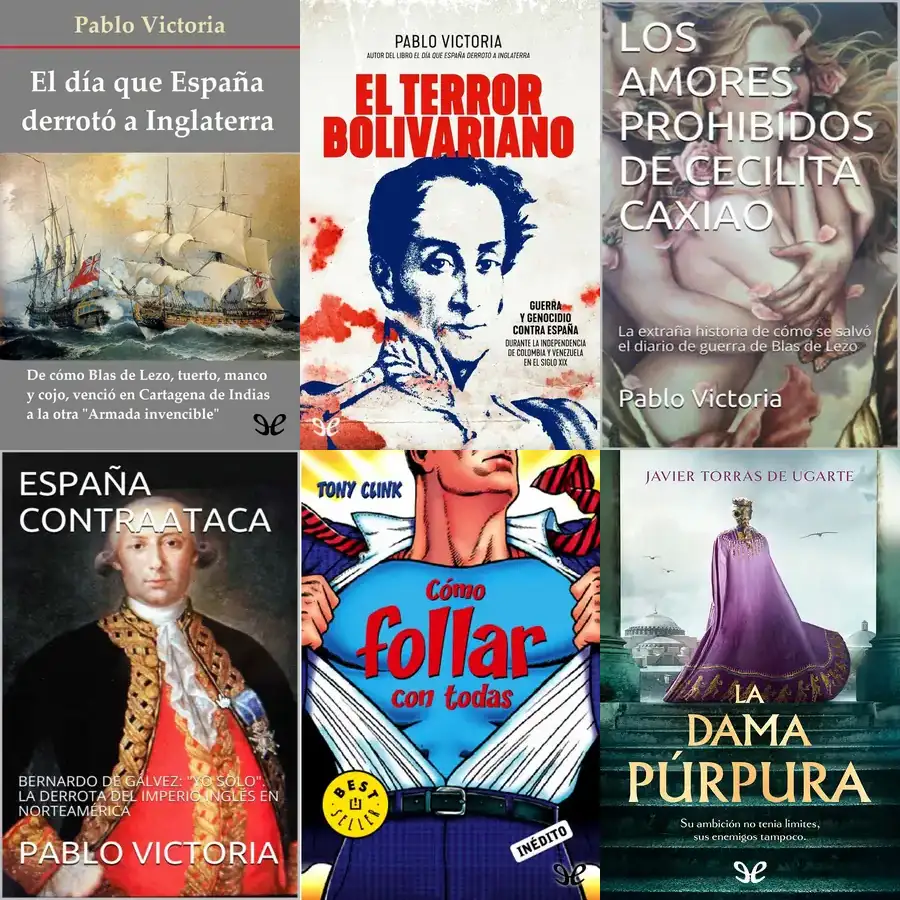 Pablo Victoria
El día que España
derrotó a Inglaterra
De cómo Blas de Lezo, tuerto, manco
y cojo, venció en Cartagena de Indias
a la otra "Armada invencible"
PABLO VICTORIA
AUTOR DEL LIBRO EL DÍA QUE ESPAÑA DERROTÓ A INGLATERRA
EL TERROR
BOLIVARIANO
GUERRA
Y GENOCIDIO
CONTRA ESPAÑA
DURANTE LA INDEPENDENCIA
DE COLOMBIA Y VENEZUELA
EN EL SIGLO XIX
LOS
AMORES
PROHIBIDOS
DE CECILITA
CAXIAO
La extraña historia de cómo se salvó
el diario de guerra de Blas de Lezo
Pablo Victoria
ESPAÑA
CONTRAATACA
BERNARDO DE GÁLVEZ: "YO SOLO".
LA DERROTA DEL IMPERIO INGLÉS EN
NORTEAMÉRICA
PABLO VICTORIA
TONY CLINK
Cómo
follar
con todas
BEST
SELLER
INÉDITO
JAVIER TORRAS DE UGARTE
LA
DAMA
PÚRPURA
Su ambición no tenía límites,
sus enemigos tampoco.